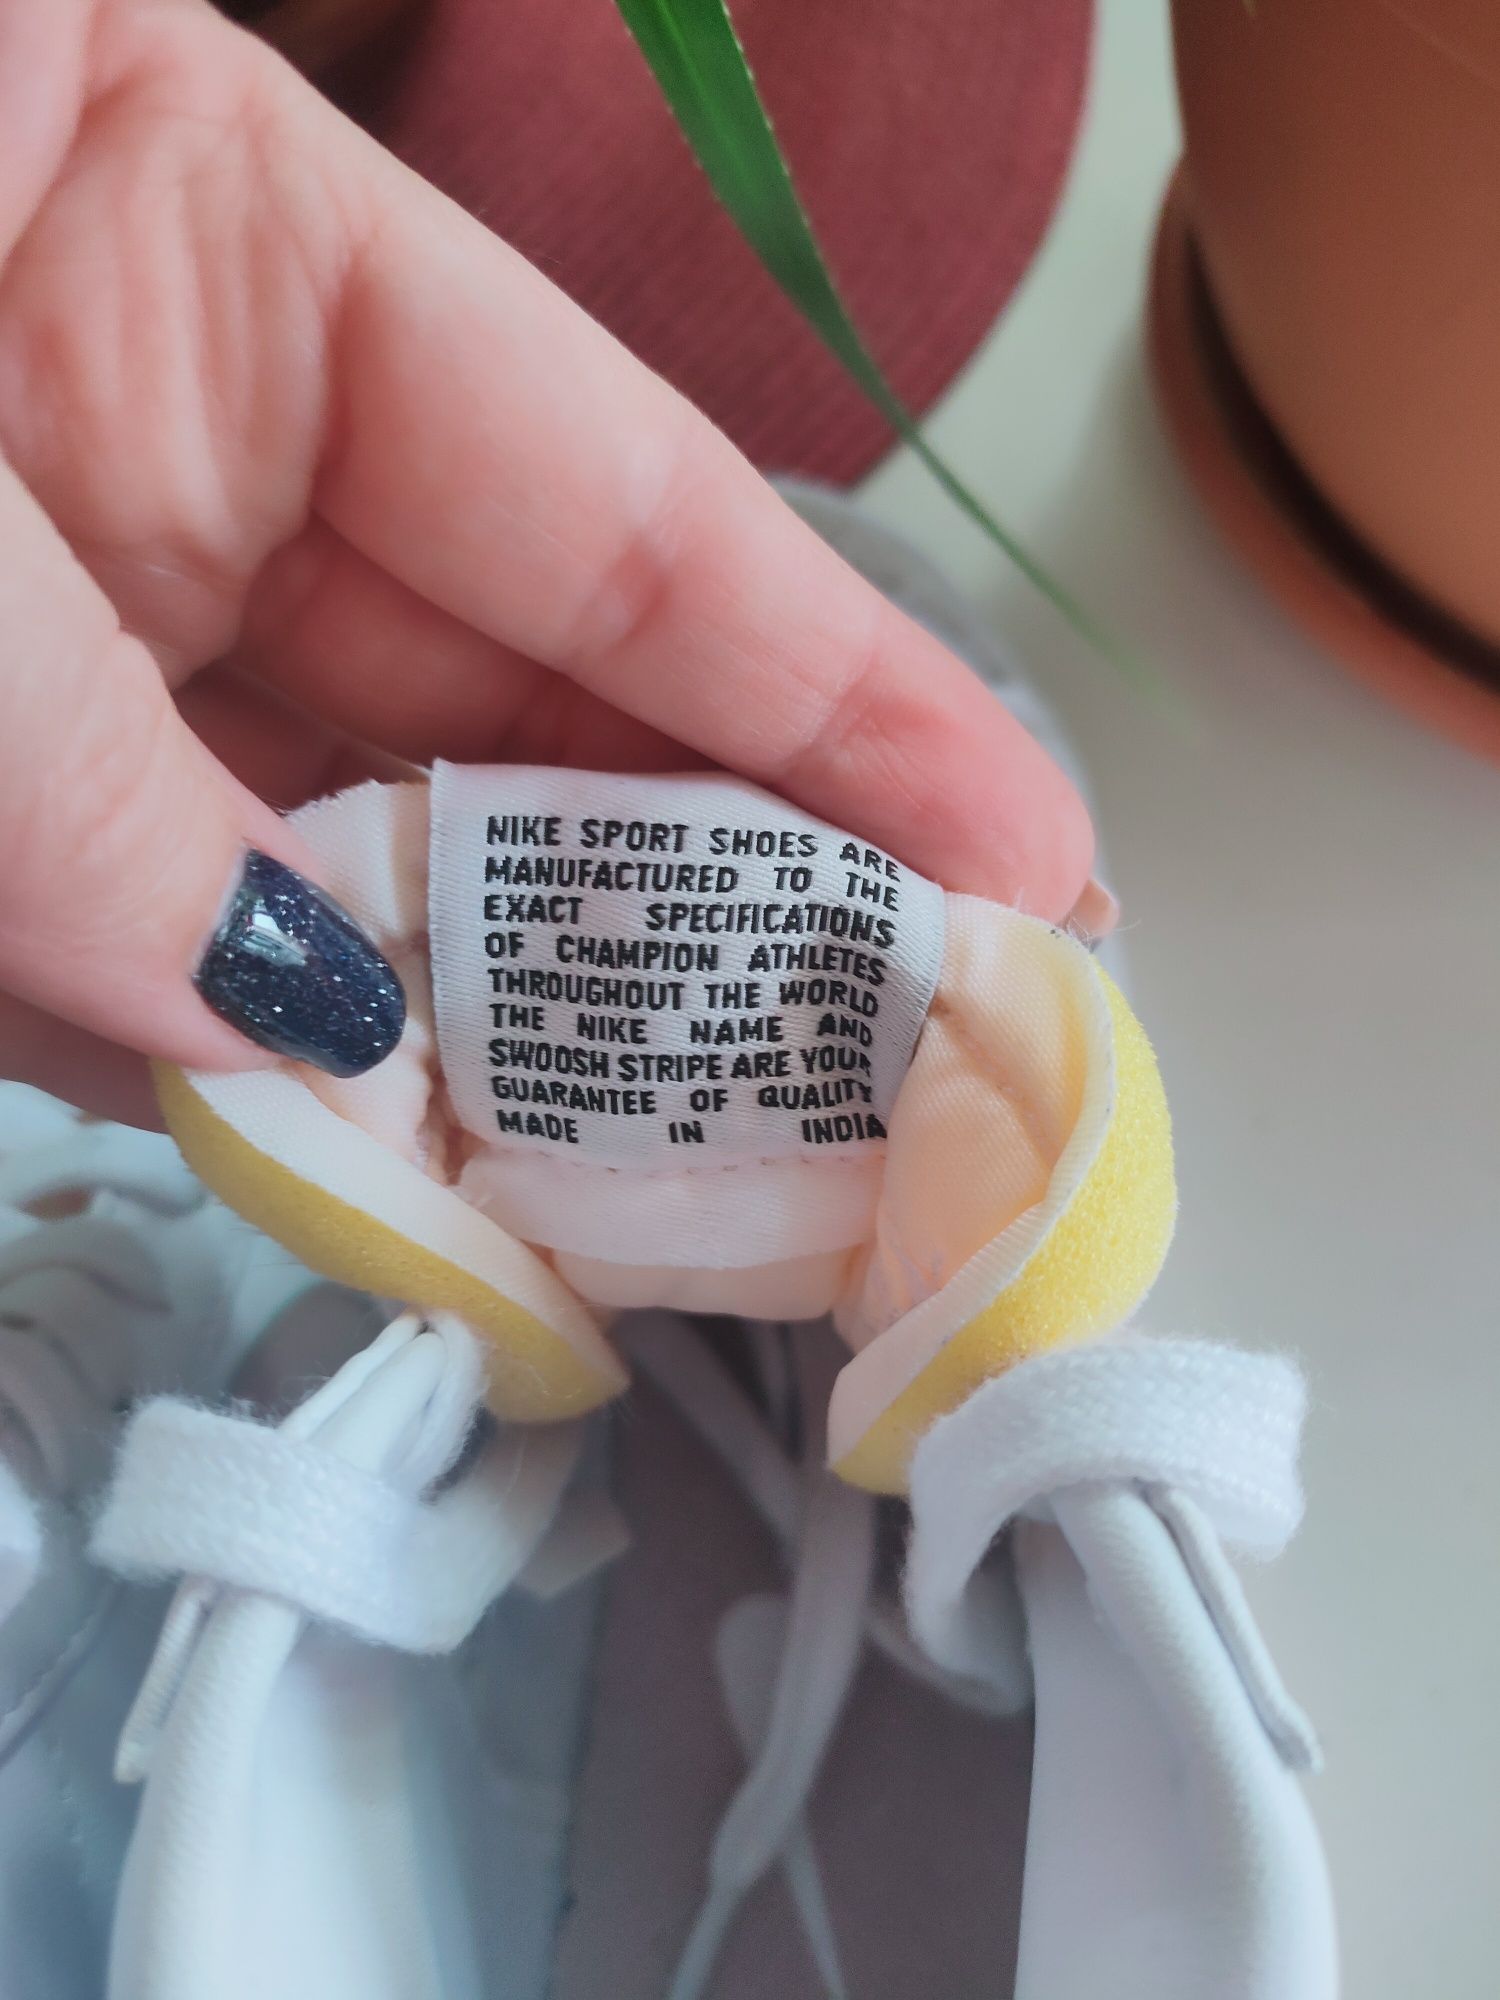 NIKE SPORT SHOES ARE
MANUFACTURED TO THE
EXACT SPECIFICATIONS
OF CHAMPION ATHLETES
THROUGHOUT THE WORLD
THE NIKE NAME AND
SWOOSH STRIPE ARE YOUR
GUARANTEE OF QUALITY
MADE IN INDIA